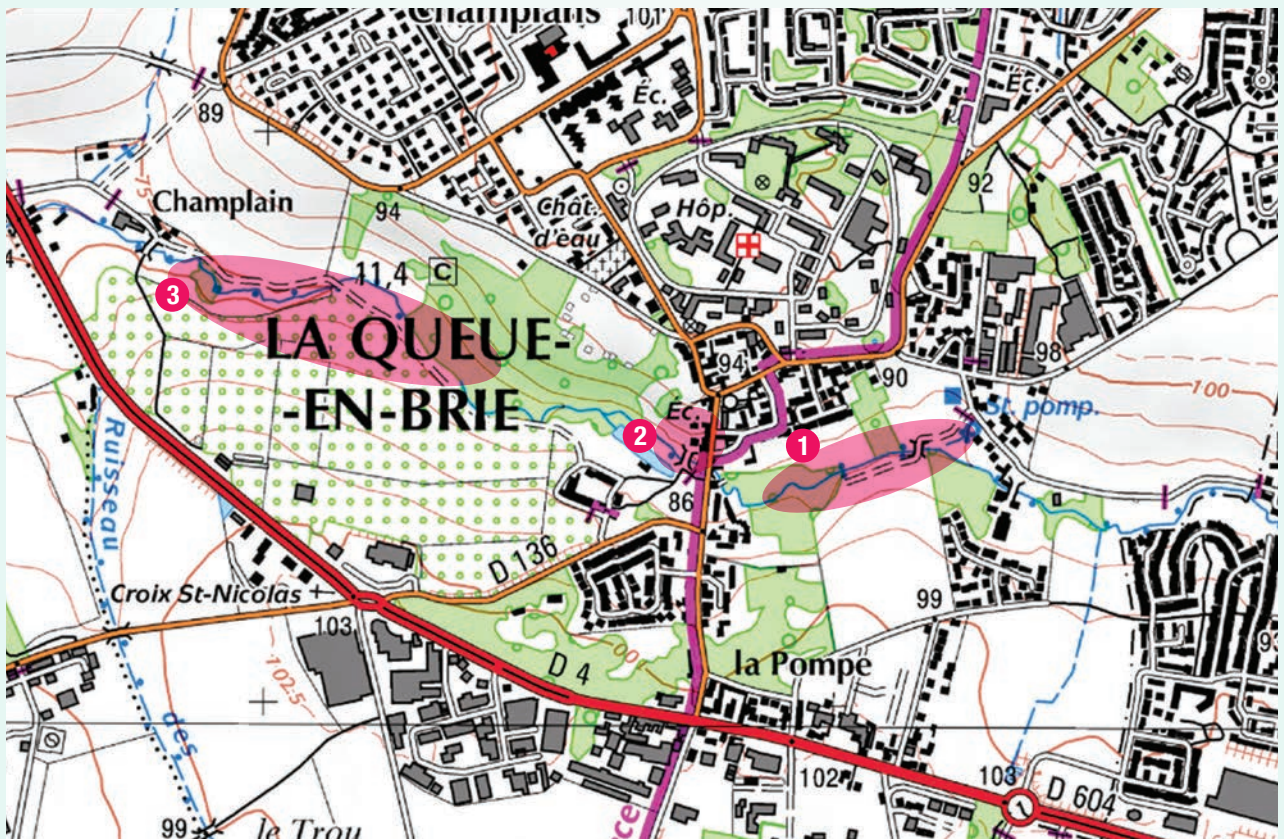 Champlans
101
Éc.
Éc.
89
92
75
Champlain
94
Chât.
d'eau
Hôp.
4
11,4
C
3
LA QUEUE-
-EN-BRIE
94
98
90
100
Éc.
St. pomp.
2
1
86
Ruisseau
D 136
Croix St-Nicolas
99
103
102.5
D 4
la Pompe
des
102
103
D 604
99
le Trou